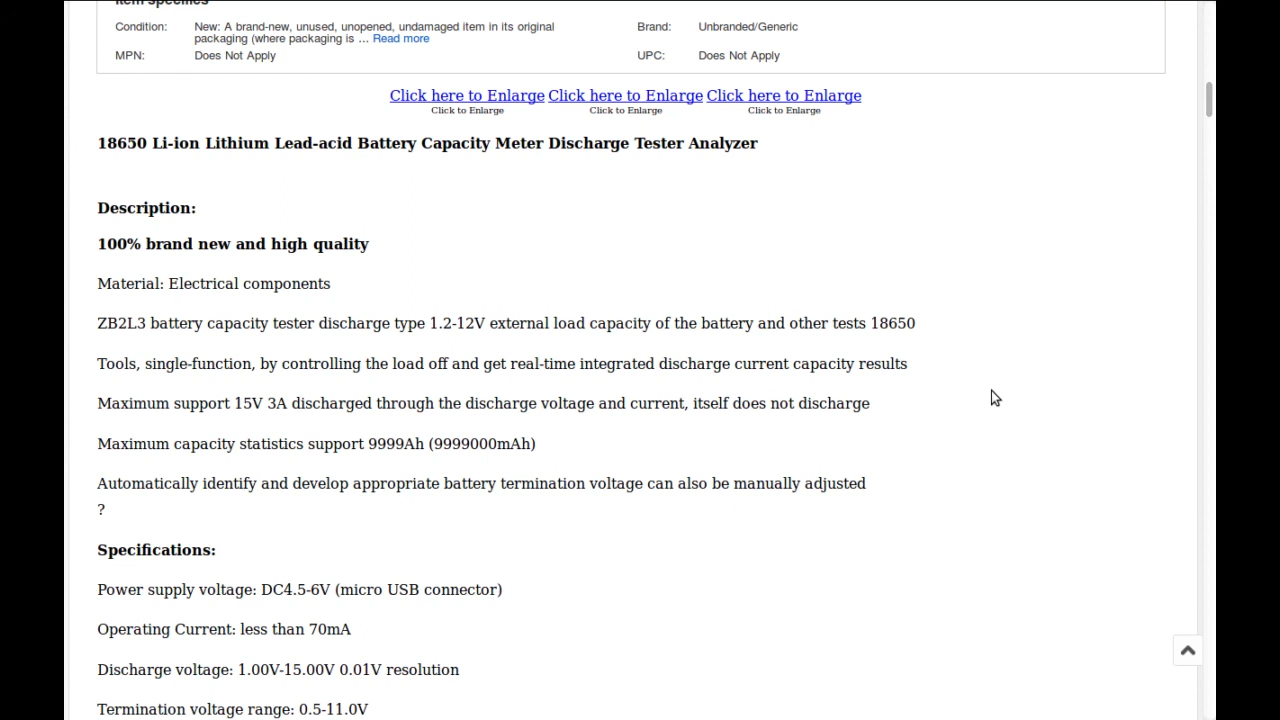 Item specifics
Condition: New: A brand-new, unused, unopened, undamaged item in its original Brand: Unbranded/Generic
packaging (where packaging is ... Read more
MPN: Does Not Apply UPC: Does Not Apply
Click here to Enlarge Click here to Enlarge Click here to Enlarge
Click to Enlarge Click to Enlarge Click to Enlarge
18650 Li-ion Lithium Lead-acid Battery Capacity Meter Discharge Tester Analyzer
Description:
100% brand new and high quality
Material: Electrical components
ZB2L3 battery capacity tester discharge type 1.2-12V external load capacity of the battery and other tests 18650
Tools, single-function, by controlling the load off and get real-time integrated discharge current capacity results
Maximum support 15V 3A discharged through the discharge voltage and current, itself does not discharge
Maximum capacity statistics support 9999Ah (9999000mAh)
Automatically identify and develop appropriate battery termination voltage can also be manually adjusted
?
Specifications:
Power supply voltage: DC4.5-6V (micro USB connector)
Operating Current: less than 70mA
Discharge voltage: 1.00V-15.00V 0.01V resolution
Termination voltage range: 0.5-11.0V